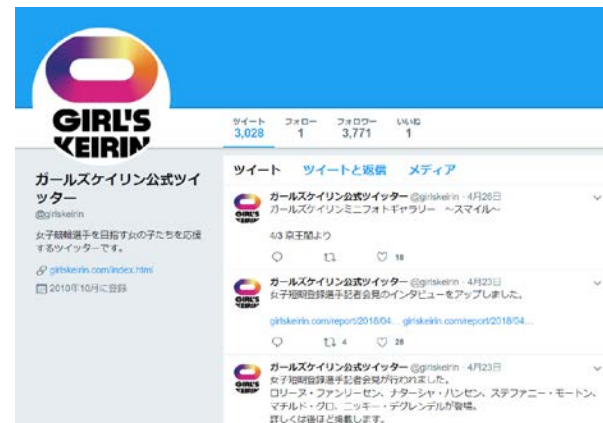 GIRL'S
KEIRIN
ツイート フォロー フォロワー いいね
3,028 1 3,771 1
ガールズケイリン公式ツイ
ッター
@girlskeirin
女子競輪選手を目指す女の子たちを応援
するツイッターです。
girlskeirin.com/index.html
2010年10月に登録
ツイート ツイートと返信 メディア
ガールズケイリン公式ツイッター @girlskeirin · 4月26日
ガールズケイリンミニフォトギャラリー ～スマイル～
4/3 京王閣より
18
ガールズケイリン公式ツイッター @girlskeirin · 4月23日
女子短期登録選手記者会見のインタビューをアップしました。
girlskeirin.com/report/2018/04... girlskeirin.com/report/2018/04...
4 28
ガールズケイリン公式ツイッター @girlskeirin · 4月23日
女子短期登録選手記者会見が行われました。
ロリーヌ・ファンリーセン、ナターシャ・ハンセン、ステファニー・モートン、
マチルド・グロ、ニッキー・デグレンデルが登場。
詳しくは後ほど掲載します。